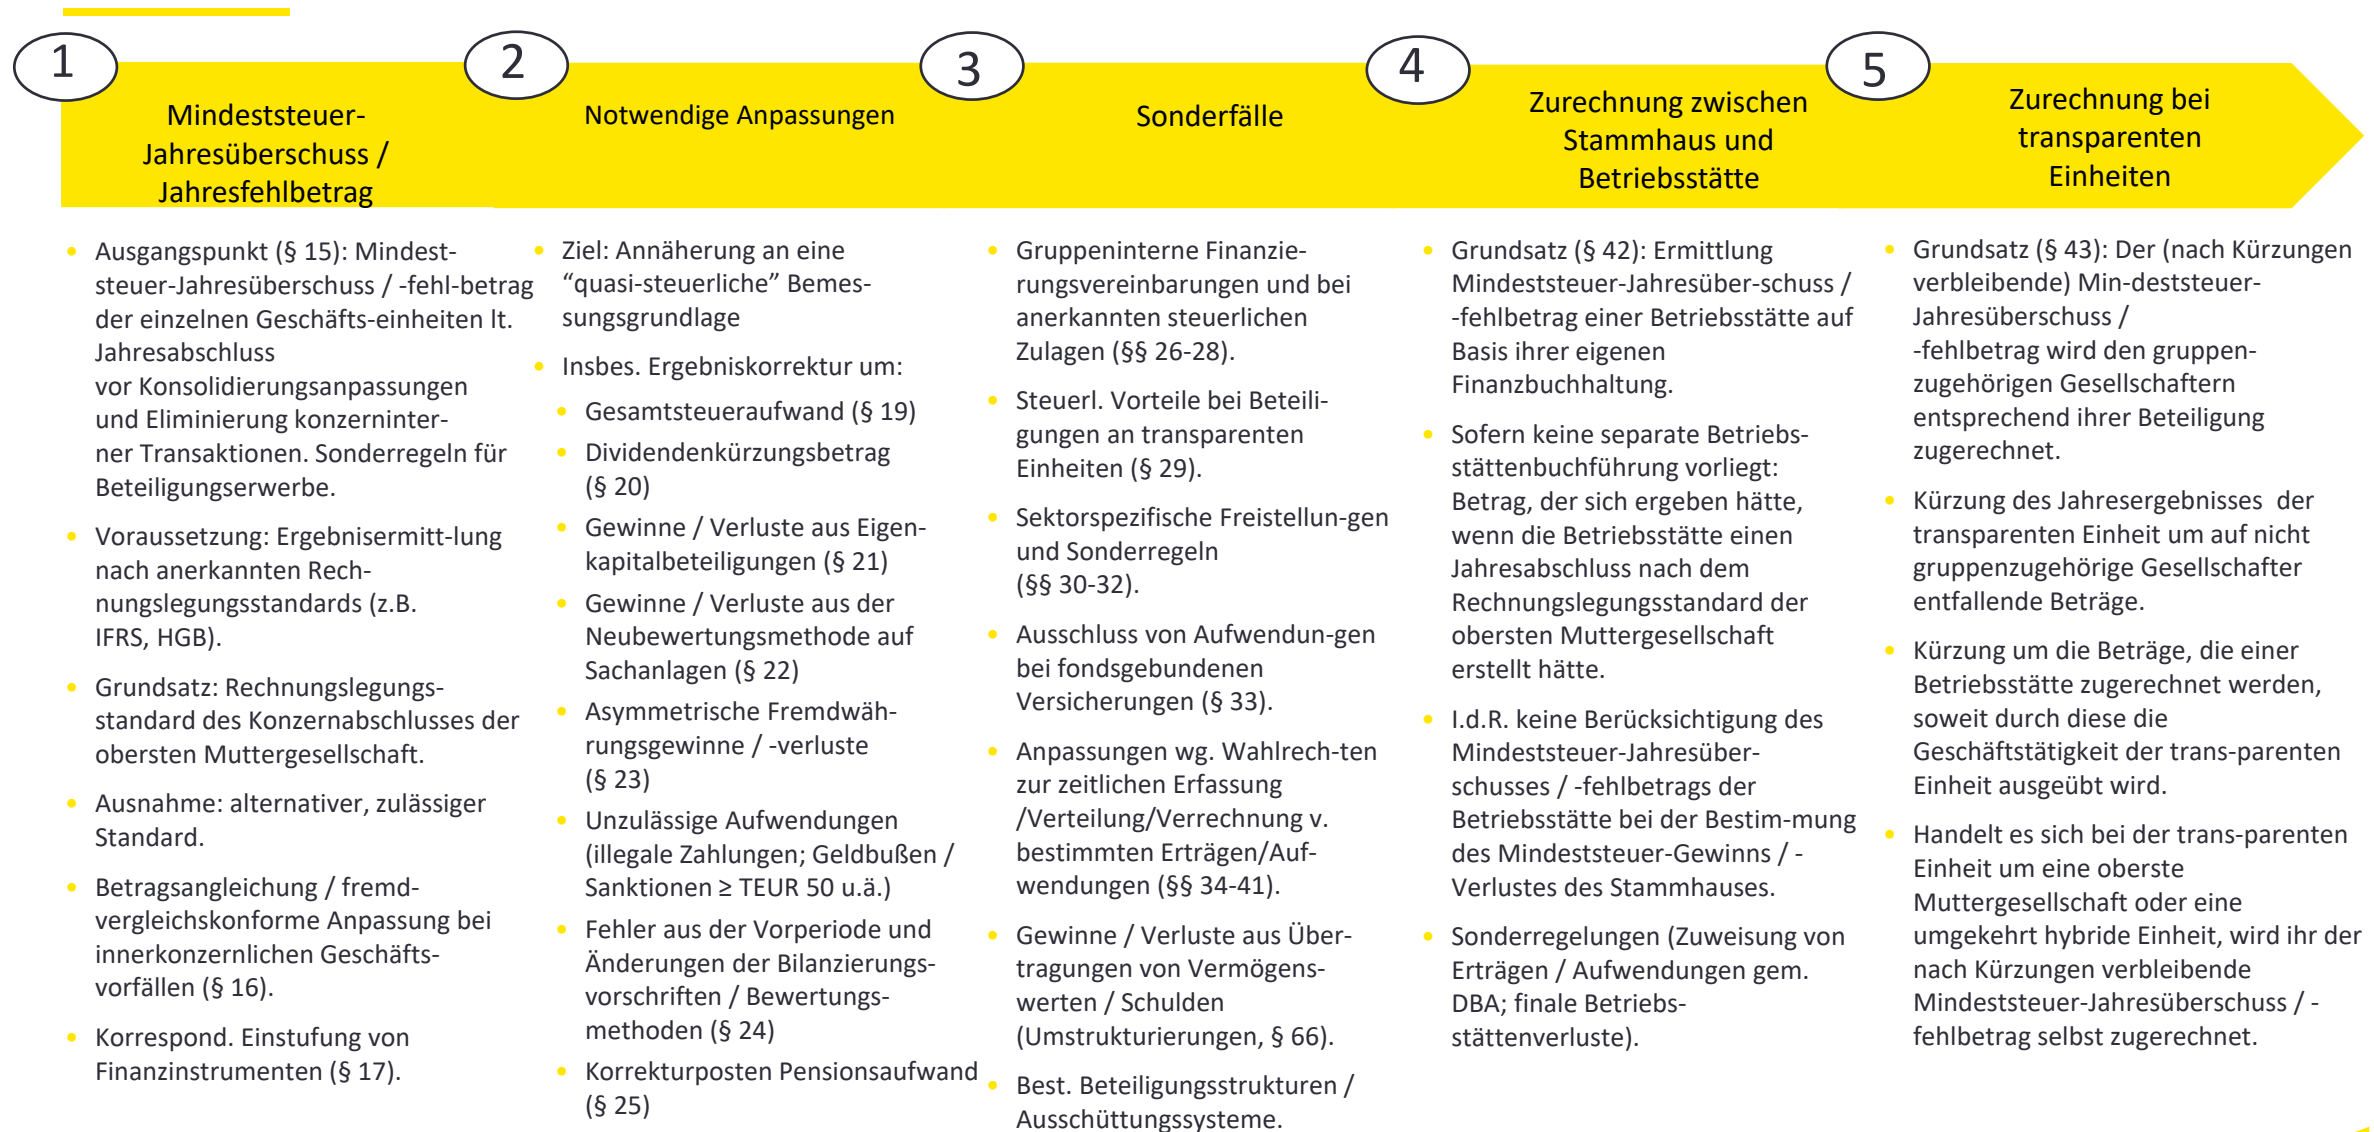 1
Mindeststeuer-
Jahresüberschuss /
Jahresfehlbetrag
• Ausgangspunkt (§ 15): Mindest-
steuer-Jahresüberschuss / -fehl-betrag
der einzelnen Geschäfts-einheiten lt.
Jahresabschluss
vor Konsolidierungsanpassungen
und Eliminierung konzerninter-
ner Transaktionen. Sonderregeln für
Beteiligungserwerbe.
• Voraussetzung: Ergebnisermitt-lung
nach anerkannten Rech-
nungslegungsstandards (z.B.
IFRS, HGB).
• Grundsatz: Rechnungslegungs-
standard des Konzernabschlusses der
obersten Muttergesellschaft.
• Ausnahme: alternativer, zulässiger
Standard.
• Betragsangleichung / fremd-
vergleichskonforme Anpassung bei
innerkonzernlichen Geschäfts-
vorfällen (§ 16).
• Korrespond. Einstufung von
Finanzinstrumenten (§ 17).
2
Notwendige Anpassungen
• Ziel: Annäherung an eine
“quasi-steuerliche” Bemes-
sungsgrundlage
• Insbes. Ergebniskorrektur um:
• Gesamtsteueraufwand (§ 19)
• Dividendenkürzungsbetrag
(§ 20)
• Gewinne / Verluste aus Eigen-
kapitalbeteiligungen (§ 21)
• Gewinne / Verluste aus der
Neubewertungsmethode auf
Sachanlagen (§ 22)
• Asymmetrische Fremdwäh-
rungsgewinne / -verluste
(§ 23)
• Unzulässige Aufwendungen
(illegale Zahlungen; Geldbußen /
Sanktionen ≥ TEUR 50 u.ä.)
• Fehler aus der Vorperiode und
Änderungen der Bilanzierungs-
vorschriften / Bewertungs-
methoden (§ 24)
• Korrekturposten Pensionsaufwand
(§ 25)
3
Sonderfälle
• Gruppeninterne Finanzie-
rungsvereinbarungen und bei
anerkannten steuerlichen
Zulagen (§§ 26-28).
• Steuerl. Vorteile bei Beteili-
gungen an transparenten
Einheiten (§ 29).
• Sektorspezifische Freistellun-gen
und Sonderregeln
(§§ 30-32).
• Ausschluss von Aufwendun-gen
bei fondsgebundenen
Versicherungen (§ 33).
• Anpassungen wg. Wahlrech-ten
zur zeitlichen Erfassung
/Verteilung/Verrechnung v.
bestimmten Erträgen/Auf-
wendungen (§§ 34-41).
• Gewinne / Verluste aus Über-
tragungen von Vermögens-
werten / Schulden
(Umstrukturierungen, § 66).
• Best. Beteiligungsstrukturen /
Ausschüttungssysteme.
4
Zurechnung zwischen
Stammhaus und
Betriebsstätte
• Grundsatz (§ 42): Ermittlung
Mindeststeuer-Jahresüber-schuss /
-fehlbetrag einer Betriebsstätte auf
Basis ihrer eigenen
Finanzbuchhaltung.
• Sofern keine separate Betriebs-
stättenbuchführung vorliegt:
Betrag, der sich ergeben hätte,
wenn die Betriebsstätte einen
Jahresabschluss nach dem
Rechnungslegungsstandard der
obersten Muttergesellschaft
erstellt hätte.
• I.d.R. keine Berücksichtigung des
Mindeststeuer-Jahresüber-
schusses / -fehlbetrags der
Betriebsstätte bei der Bestim-mung
des Mindeststeuer-Gewinns / -
Verlustes des Stammhauses.
• Sonderregelungen (Zuweisung von
Erträgen / Aufwendungen gem.
DBA; finale Betriebs-
stättenverluste).
5
Zurechnung bei
transparenten
Einheiten
• Grundsatz (§ 43): Der (nach Kürzungen
verbleibende) Min-deststeuer-
Jahresüberschuss /
-fehlbetrag wird den gruppen-
zugehörigen Gesellschaftern
entsprechend ihrer Beteiligung
zugerechnet.
• Kürzung des Jahresergebnisses der
transparenten Einheit um auf nicht
gruppenzugehörige Gesellschafter
entfallende Beträge.
• Kürzung um die Beträge, die einer
Betriebsstätte zugerechnet werden,
soweit durch diese die
Geschäftstätigkeit der trans-parenten
Einheit ausgeübt wird.
• Handelt es sich bei der trans-parenten
Einheit um eine oberste
Muttergesellschaft oder eine
umgekehrt hybride Einheit, wird ihr der
nach Kürzungen verbleibende
Mindeststeuer-Jahresüberschuss / -
fehlbetrag selbst zugerechnet.